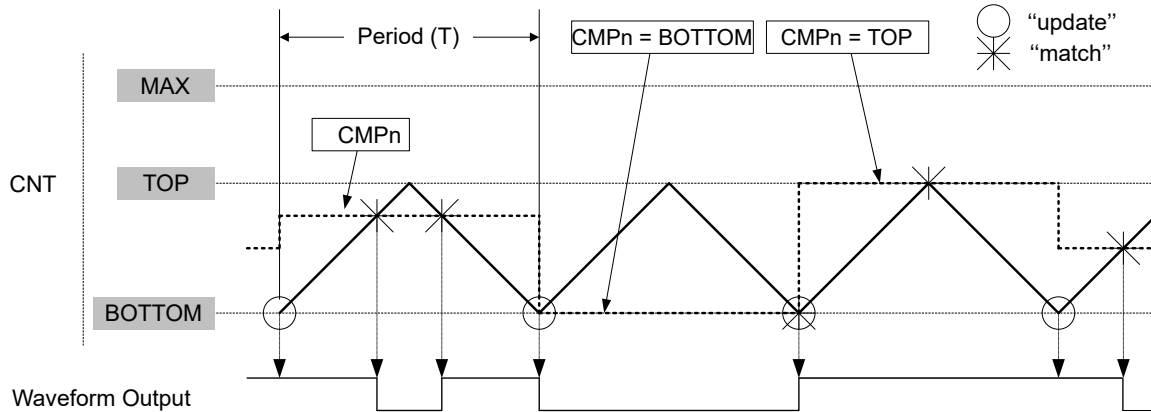 Period (T)
CMPn = BOTTOM
CMPn = TOP
“update”
“match”
MAX
CMPn
CNT
TOP
BOTTOM
Waveform Output